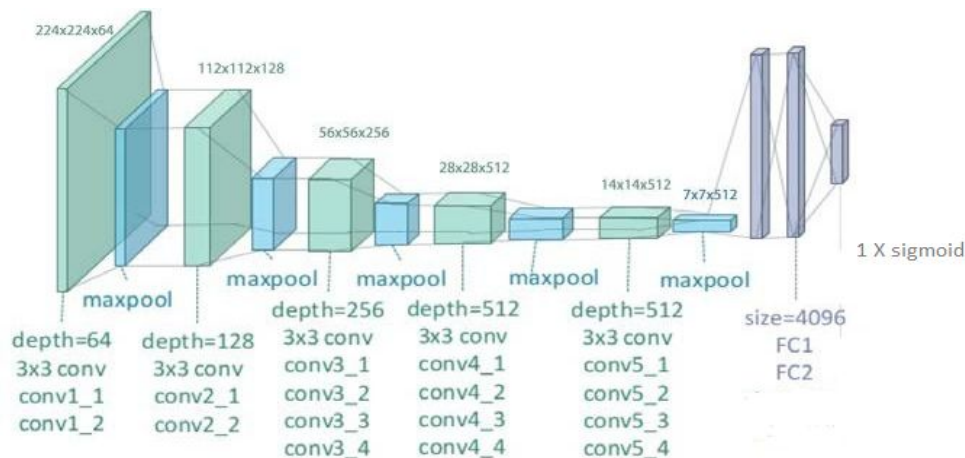 224x224x64
112x112x128
56x56x256
28x28x512
14x14x512
7x7x512
1 X sigmoid
maxpool
maxpool
maxpool
maxpool
maxpool
depth=64
3x3 conv
conv1_1
conv1_2
depth=128
3x3 conv
conv2_1
conv2_2
depth=256
3x3 conv
conv3_1
conv3_2
conv3_3
conv3_4
depth=512
3x3 conv
conv4_1
conv4_2
conv4_3
conv4_4
depth=512
3x3 conv
conv5_1
conv5_2
conv5_3
conv5_4
size=4096
FC1
FC2